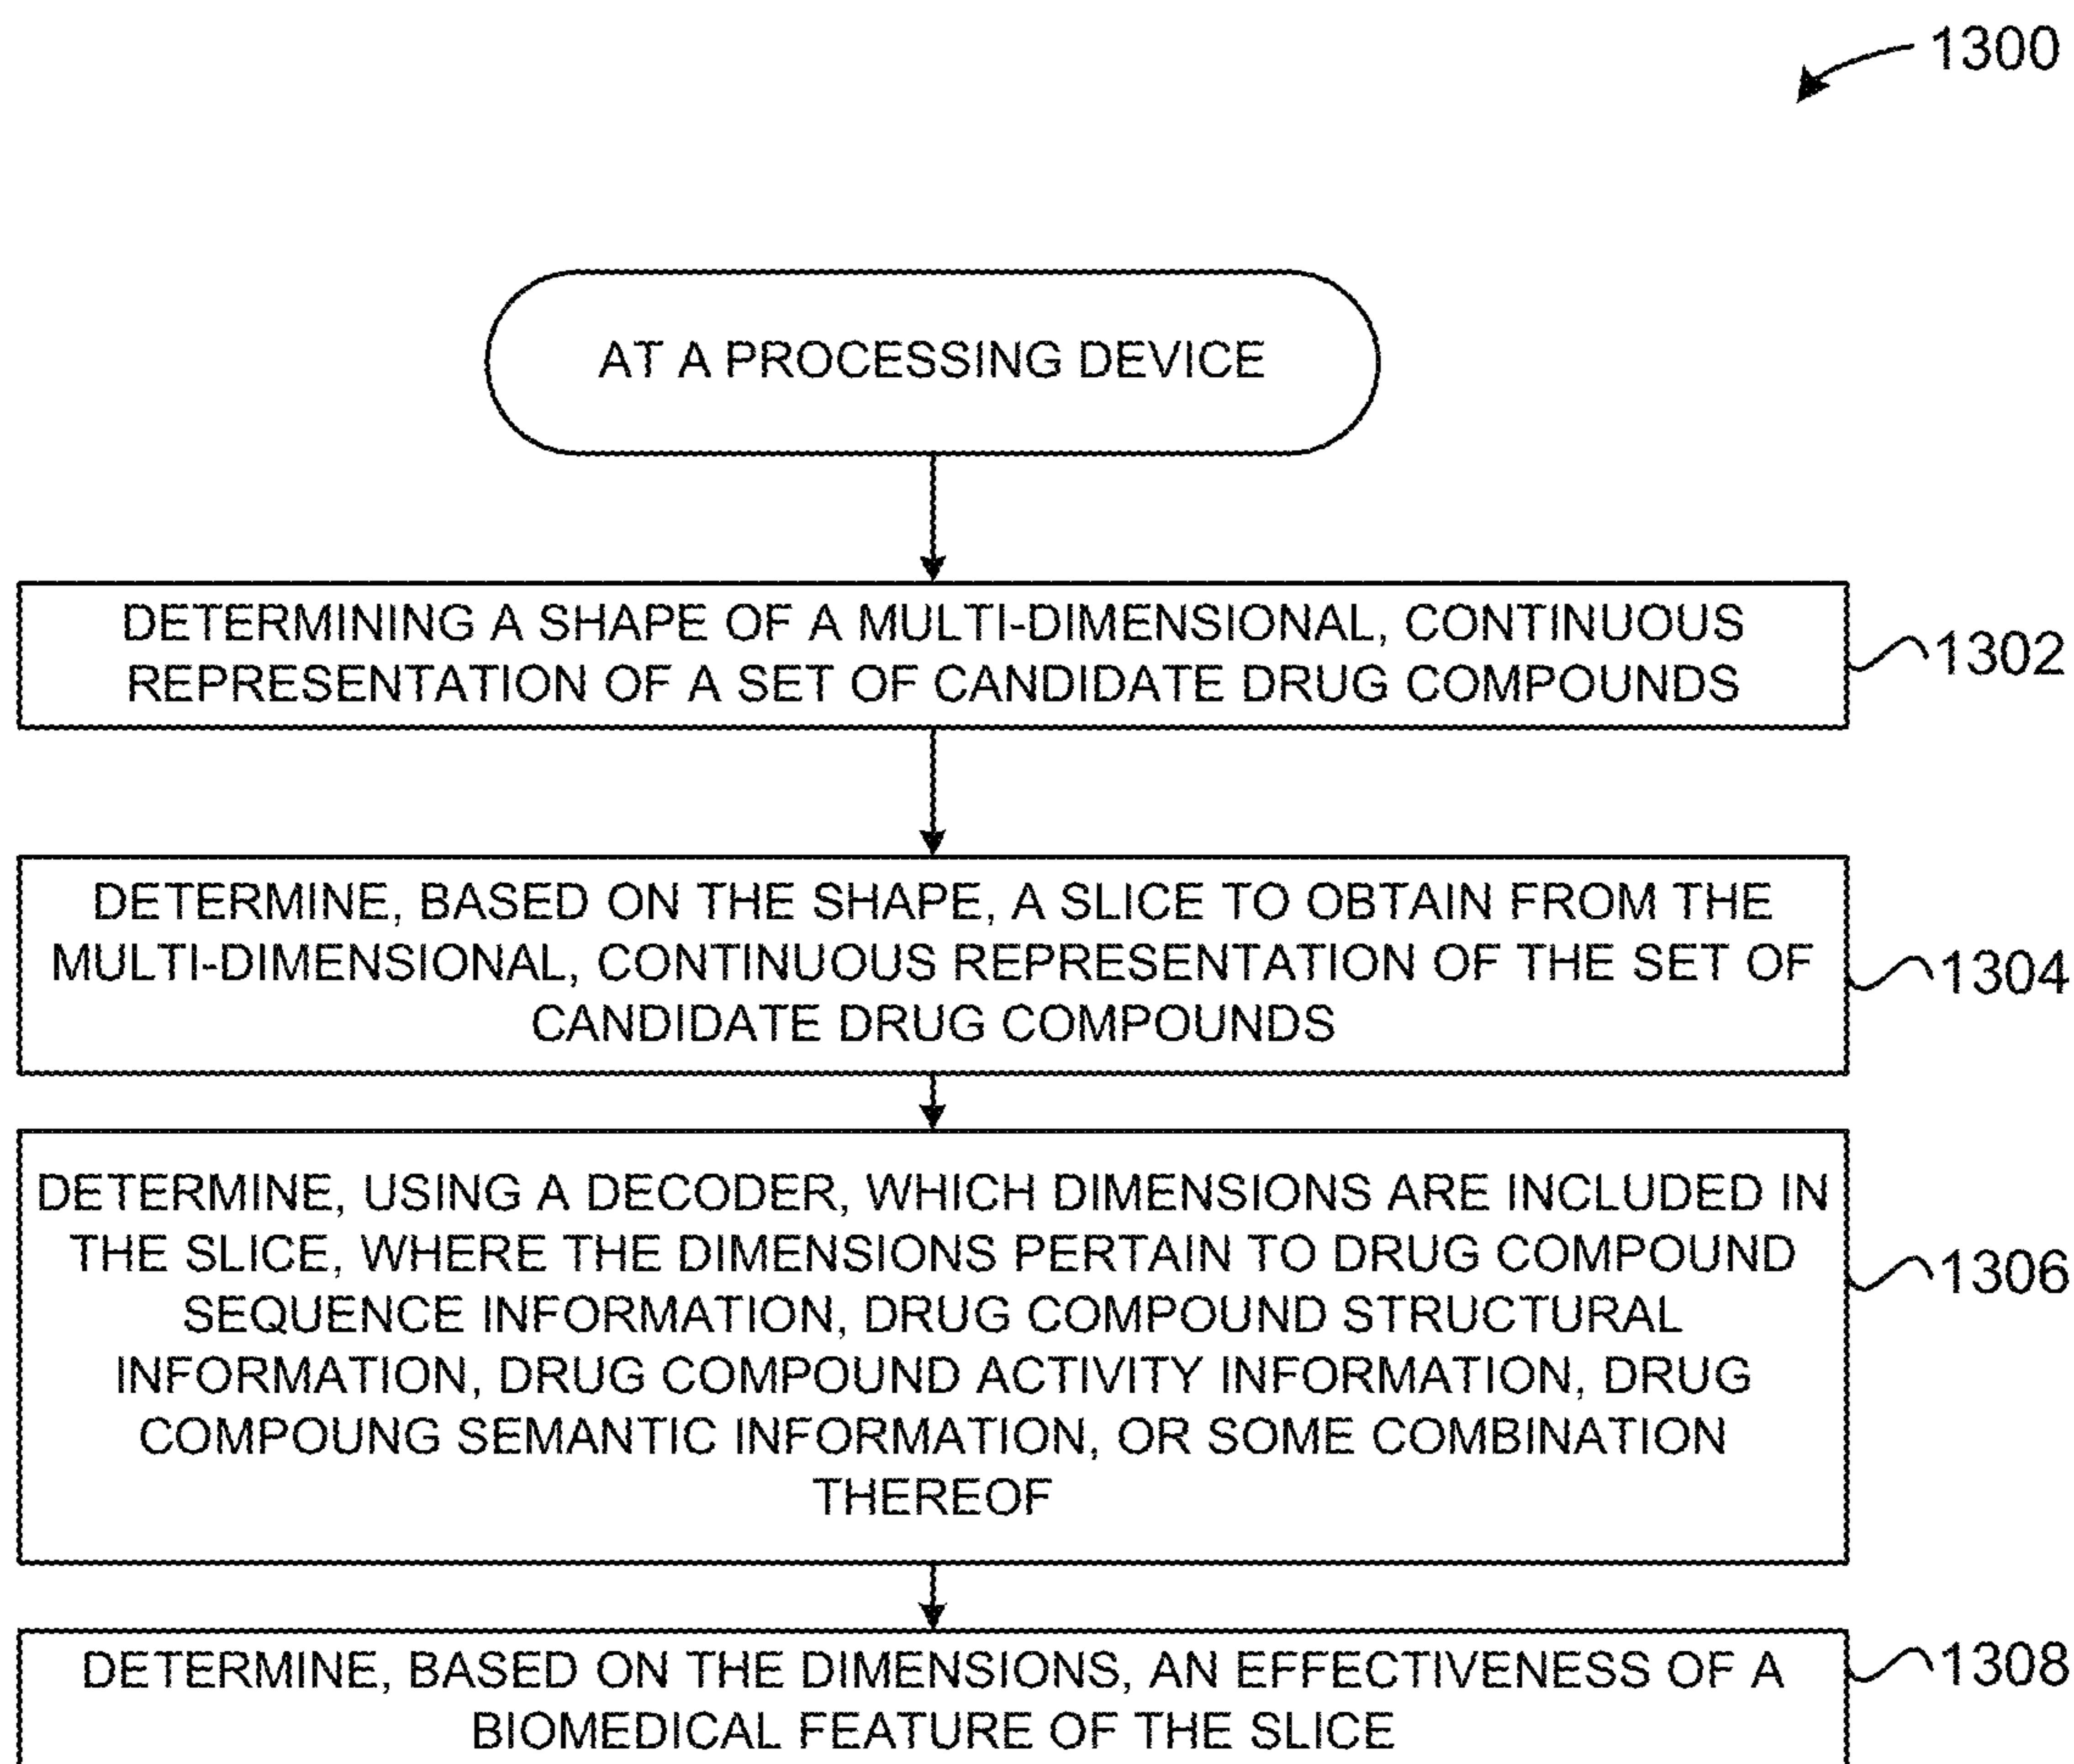 1300
AT A PROCESSING DEVICE
DETERMINING A SHAPE OF A MULTI-DIMENSIONAL, CONTINUOUS
REPRESENTATION OF A SET OF CANDIDATE DRUG COMPOUNDS
1302
DETERMINE, BASED ON THE SHAPE, A SLICE TO OBTAIN FROM THE
MULTI-DIMENSIONAL, CONTINUOUS REPRESENTATION OF THE SET OF
CANDIDATE DRUG COMPOUNDS
1304
DETERMINE, USING A DECODER, WHICH DIMENSIONS ARE INCLUDED IN
THE SLICE, WHERE THE DIMENSIONS PERTAIN TO DRUG COMPOUND
SEQUENCE INFORMATION, DRUG COMPOUND STRUCTURAL
INFORMATION, DRUG COMPOUND ACTIVITY INFORMATION, DRUG
COMPOUNG SEMANTIC INFORMATION, OR SOME COMBINATION
THEREOF
1306
DETERMINE, BASED ON THE DIMENSIONS, AN EFFECTIVENESS OF A
BIOMEDICAL FEATURE OF THE SLICE
1308